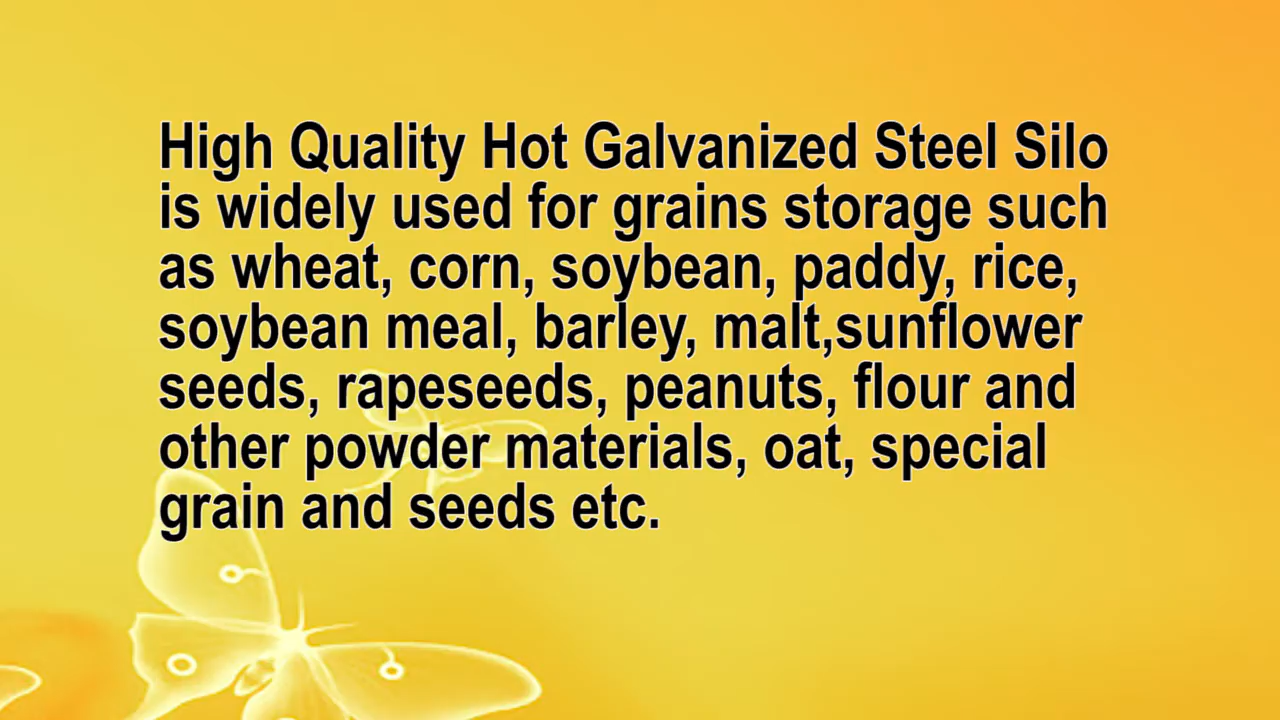 High Quality Hot Galvanized Steel Silo
is widely used for grains storage such
as wheat, corn, soybean, paddy, rice,
soybean meal, barley, malt,sunflower
seeds, rapeseeds, peanuts, flour and
other powder materials, oat, special
grain and seeds etc.